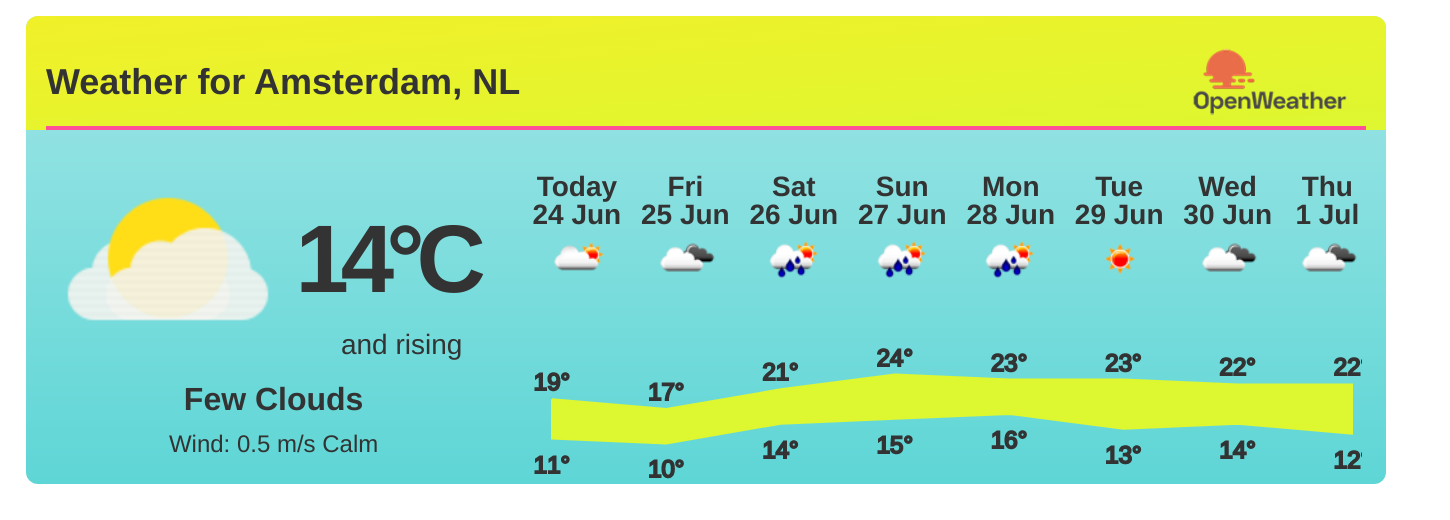 Weather for Amsterdam, NL
OpenWeather
14°C
and rising
Few Clouds
Wind: 0.5 m/s Calm
Today Fri Sat Sun Mon Tue Wed Thu
24 Jun 25 Jun 26 Jun 27 Jun 28 Jun 29 Jun 30 Jun 1 Jul
19° 17° 21° 24° 23° 23° 22° 22°
11° 10° 14° 15° 16° 13° 14° 12°